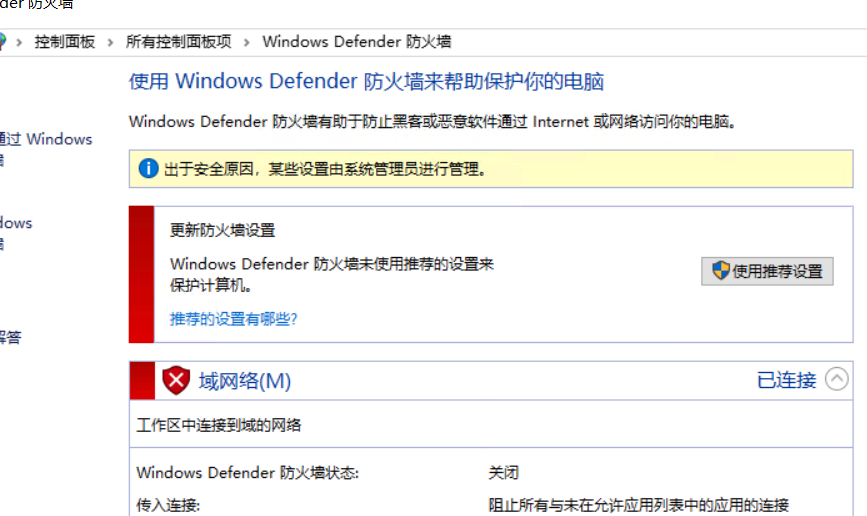 der 防火墙
控制面板 › 所有控制面板项 › Windows Defender 防火墙
使用 Windows Defender 防火墙来帮助保护你的电脑
Windows Defender 防火墙有助于防止黑客或恶意软件通过 Internet 或网络访问你的电脑。
通过 Windows
出于安全原因，某些设置由系统管理员进行管理。
dows
更新防火墙设置
Windows Defender 防火墙未使用推荐的设置来
保护计算机。
使用推荐设置
推荐的设置有哪些?
解答
域网络(M) 已连接
工作区中连接到域的网络
Windows Defender 防火墙状态: 关闭
传入连接: 阻止所有与未在允许应用列表中的应用的连接